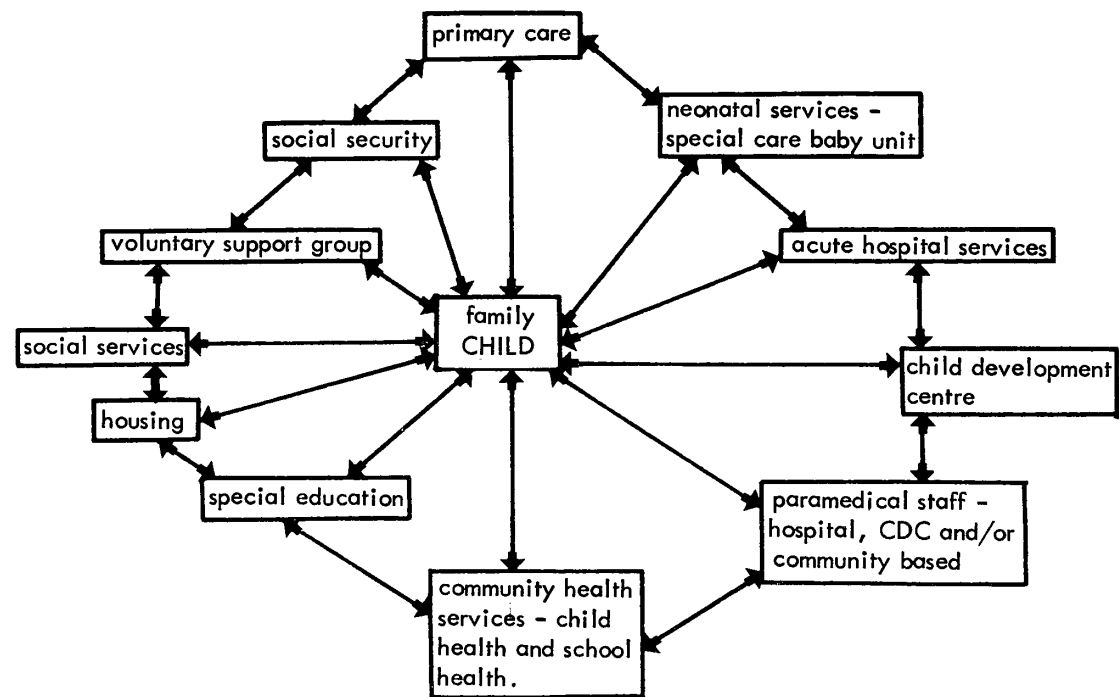 primary care
neonatal services -
special care baby unit
social security
voluntary support group
acute hospital services
family
CHILD
social services
child development
centre
housing
special education
paramedical staff -
hospital, CDC and/or
community based
community health
services - child
health and school
health.